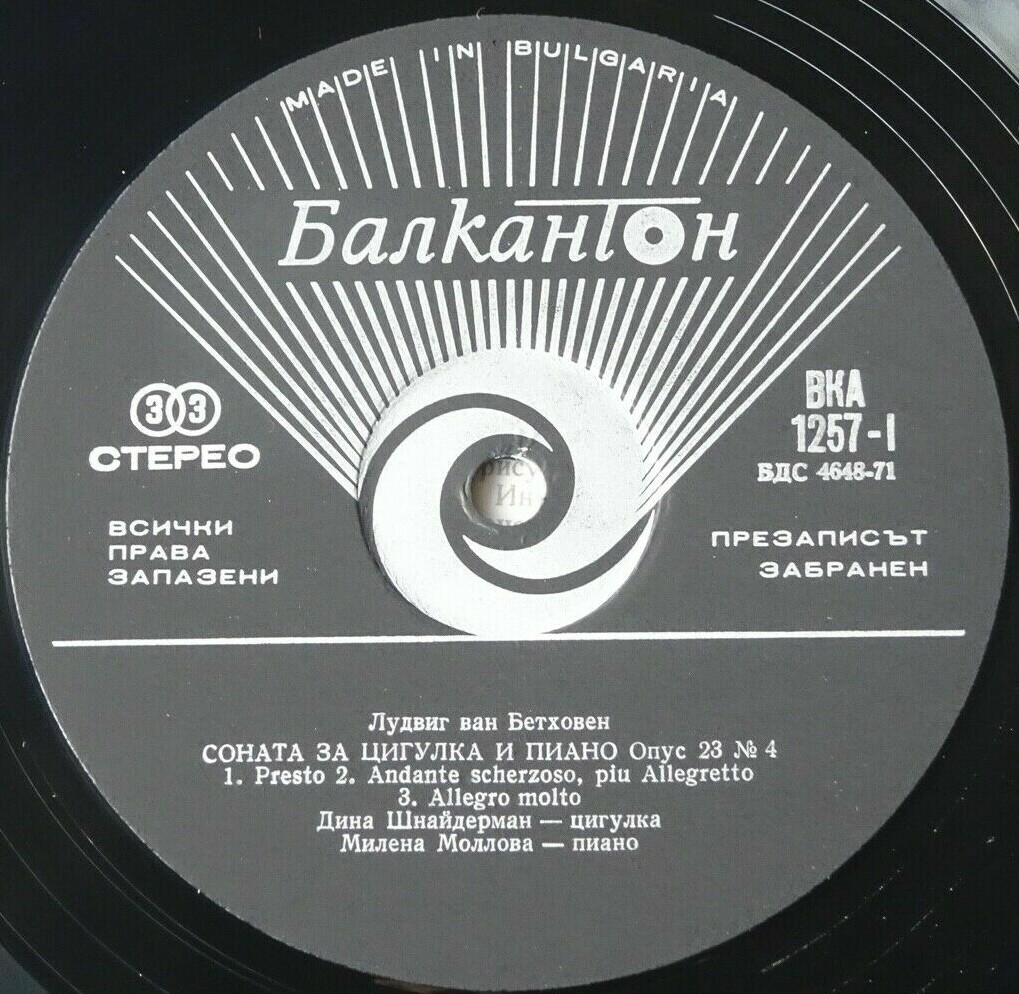 MADE IN BULGARIA
Балкантон
33
СТЕРЕО
ВКА
1257-I
БДС 4648-71
ВСИЧКИ
ПРАВА
ЗАПАЗЕНИ
ПРЕЗАПИСЪТ
ЗАБРАНЕН
Лудвиг ван Бетховен
СОНАТА ЗА ЦИГУЛКА И ПИАНО Опус 23 № 4
1. Presto 2. Andante scherzoso, piu Allegretto
3. Allegro molto
Дина Шнайдерман — цигулка
Милена Моллова — пиано